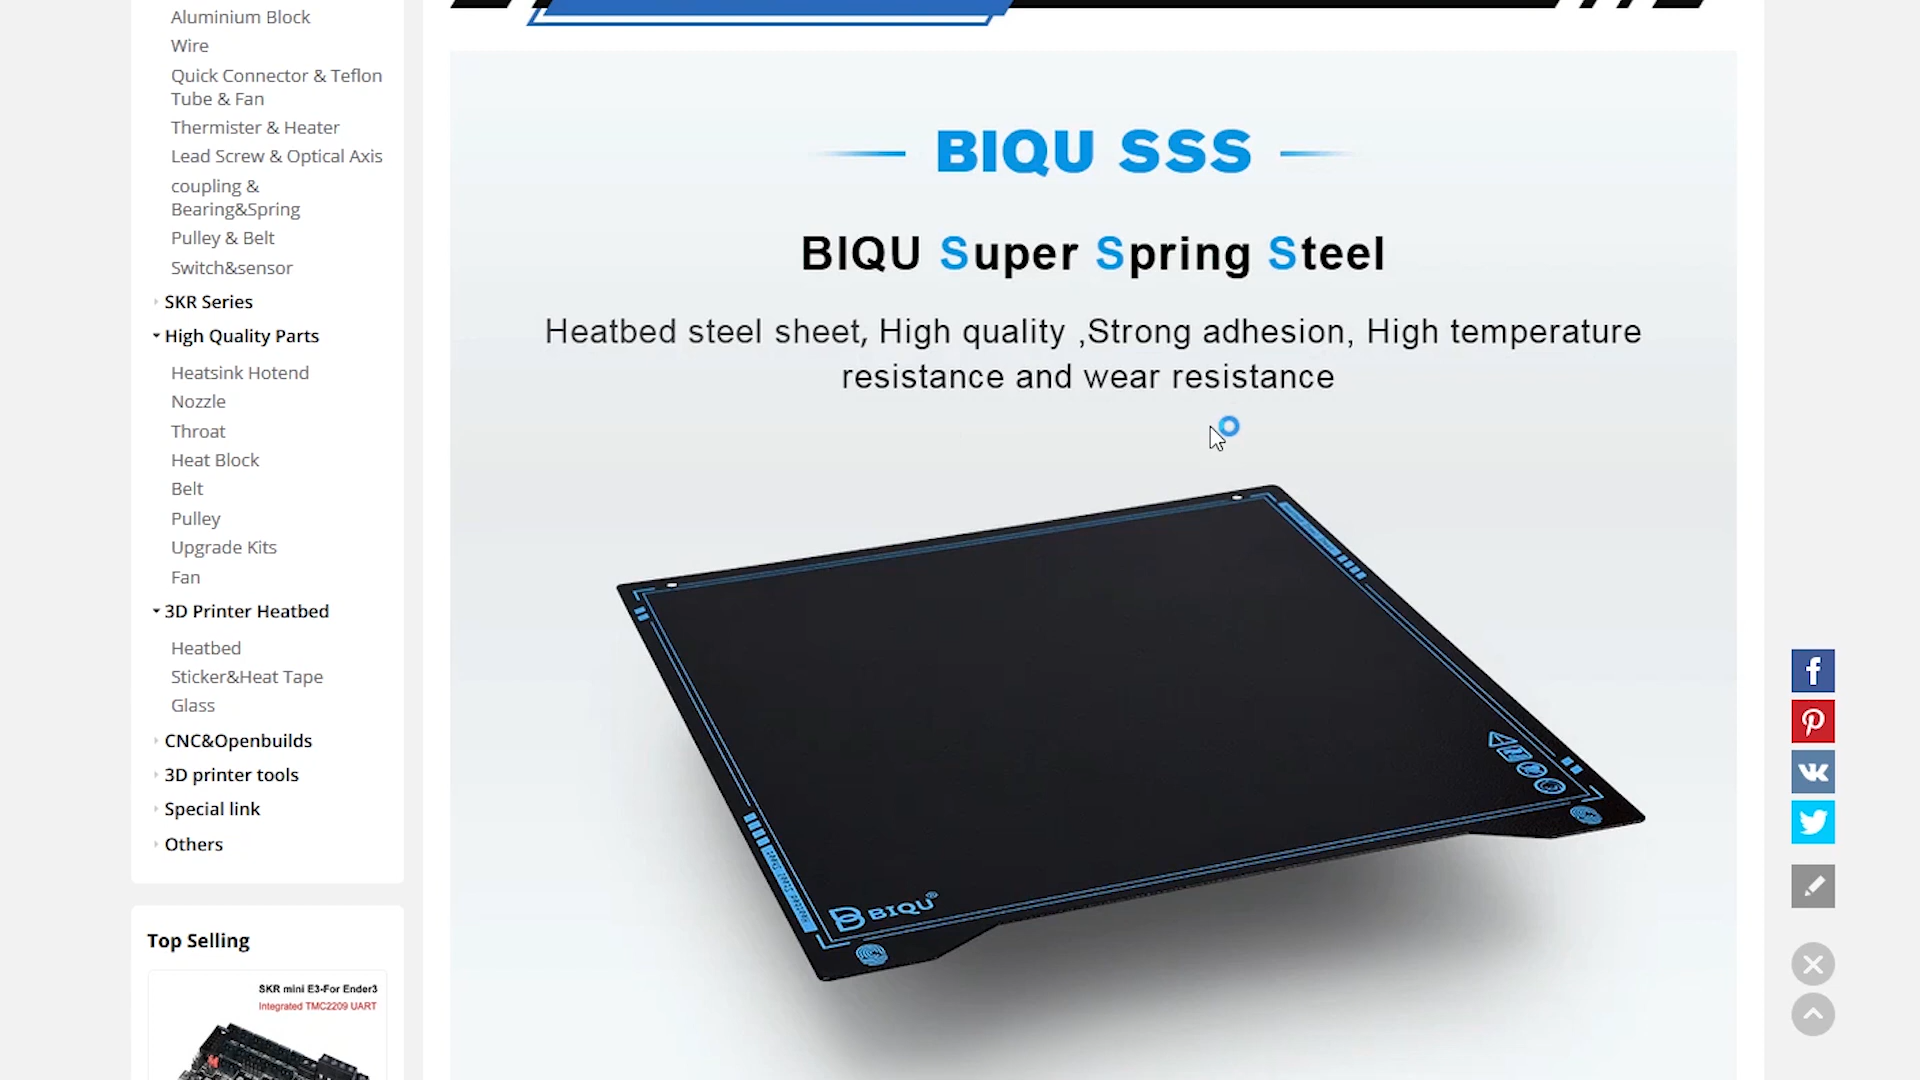 Aluminium Block
Wire
Quick Connector & Teflon
Tube & Fan
Thermister & Heater
Lead Screw & Optical Axis
coupling &
Bearing&Spring
Pulley & Belt
Switch&sensor
SKR Series
High Quality Parts
Heatsink Hotend
Nozzle
Throat
Heat Block
Belt
Pulley
Upgrade Kits
Fan
3D Printer Heatbed
Heatbed
Sticker&Heat Tape
Glass
CNC&Openbuilds
3D printer tools
Special link
Others
Top Selling
SKR mini E3-For Ender3
Integrated TMC2209 UART
BIQU SSS
BIQU Super Spring Steel
Heatbed steel sheet, High quality ,Strong adhesion, High temperature
resistance and wear resistance
BIQU®